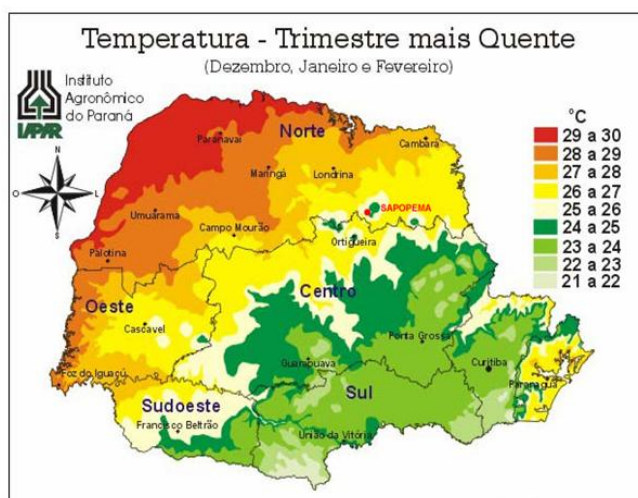 Temperatura - Trimestre mais Quente
(Dezembro, Janeiro e Fevereiro)
Instituto
Agronômico
do Paraná
IAPAR
N
O
L
S
°C
29 a 30
28 a 29
27 a 28
26 a 27
25 a 26
24 a 25
23 a 24
22 a 23
21 a 22
Norte
Paranavaí
Cambará
Maringá
Londrina
SAPOPEMA
Umuarama
Campo Mourão
Ortigueira
Palotina
Oeste
Centro
Cascavel
Ponta Grossa
Guarapuava
Curitiba
Foz do Iguaçú
Paranaguá
Sudoeste
Sul
Francisco Beltrão
União da Vitória